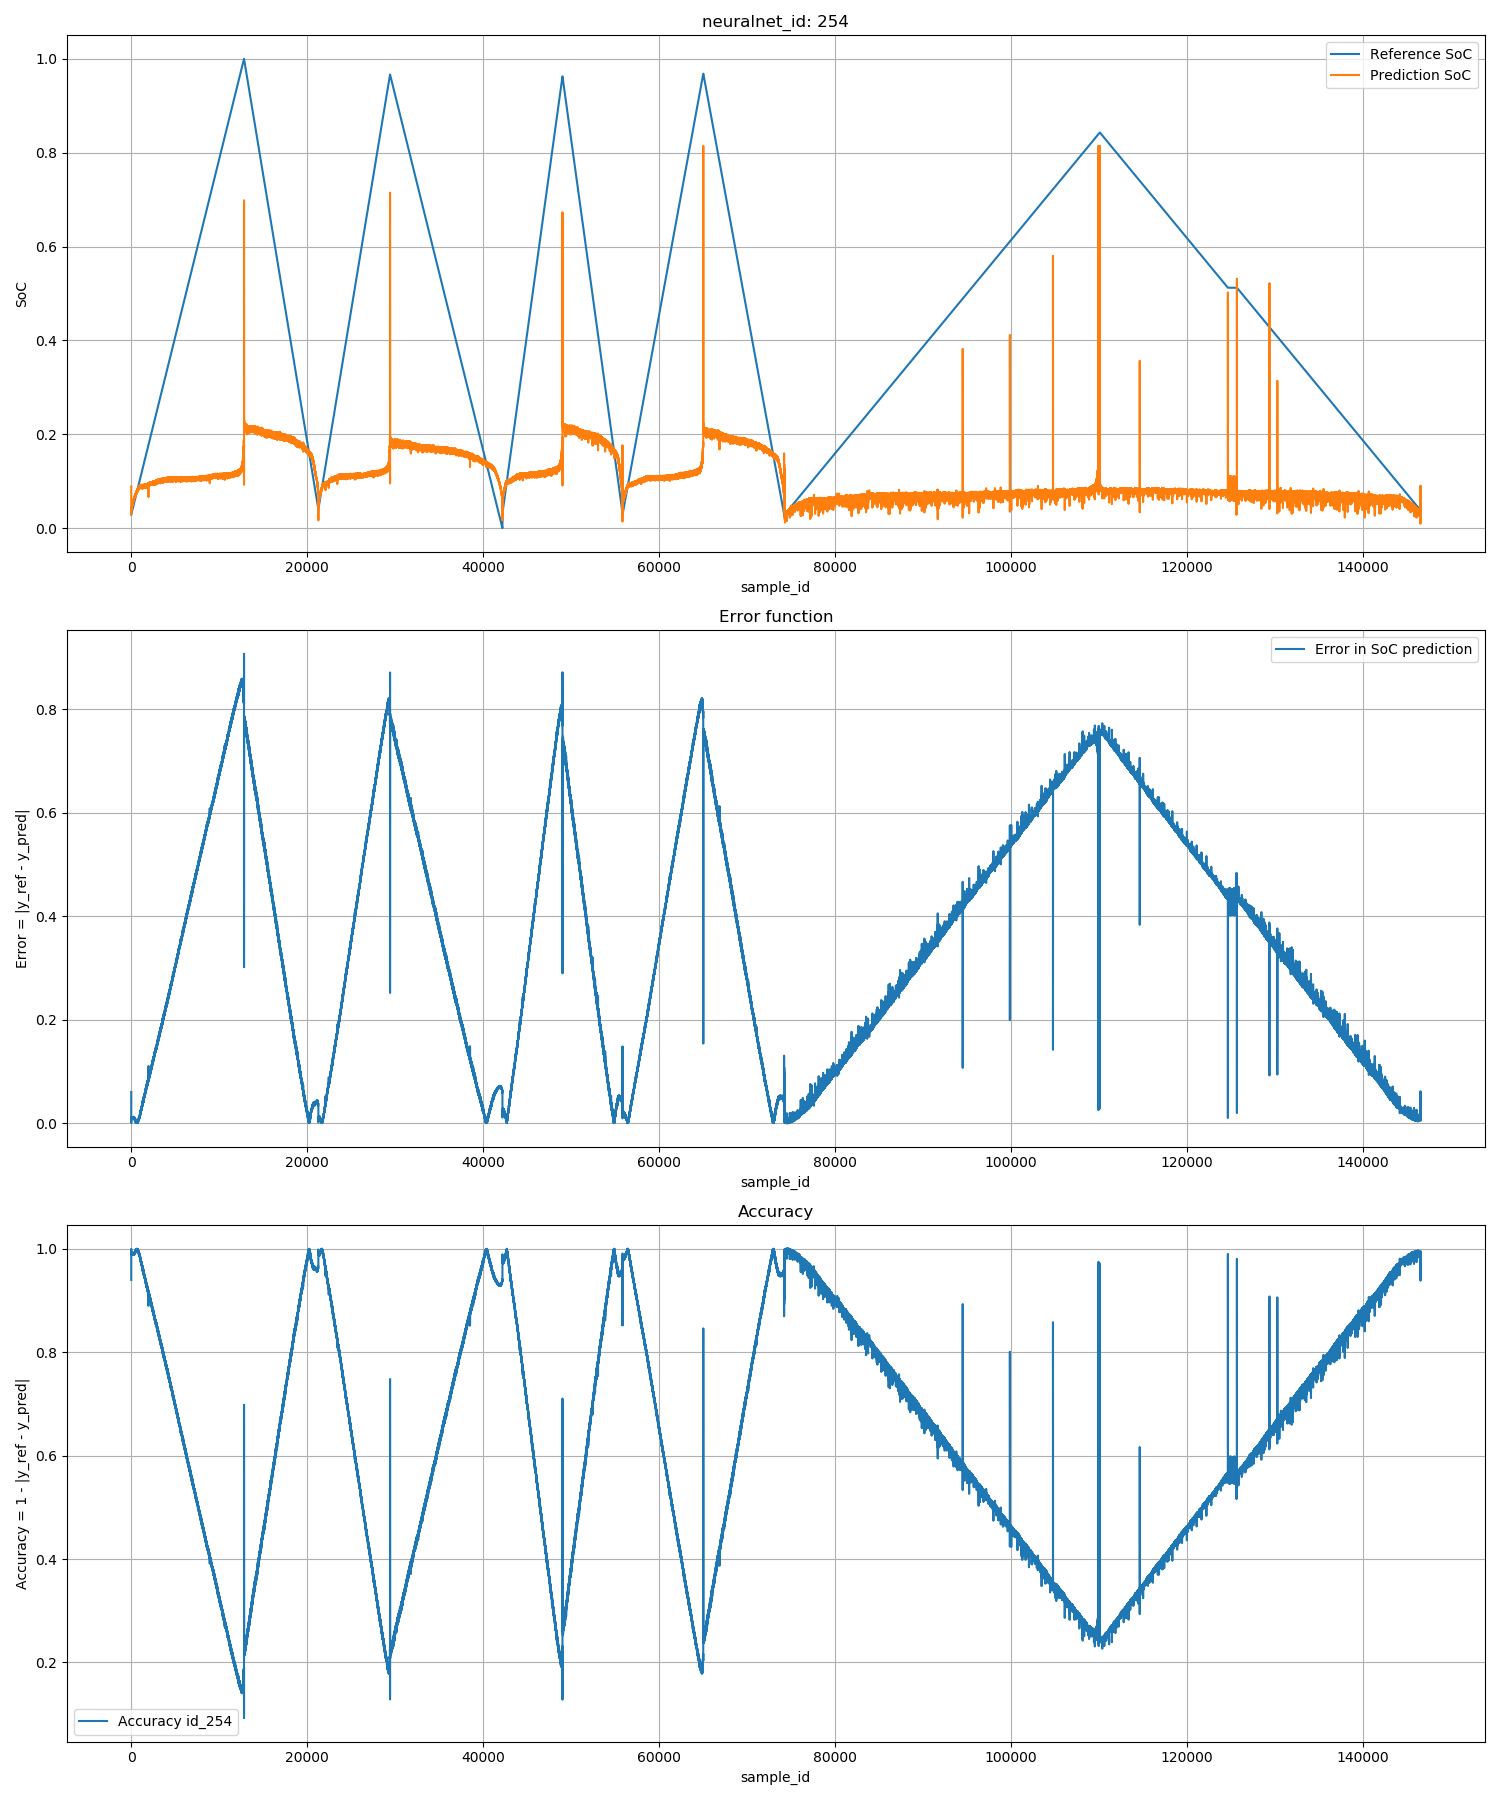 neuralnet_id: 254
Reference SoC
Prediction SoC
1.0
0.8
0.6
0.4
0.2
0.0
SoC
0 20000 40000 60000 80000 100000 120000 140000
sample_id
Error function
Error in SoC prediction
0.8
0.6
0.4
0.2
0.0
Error = |y_ref - y_pred|
0 20000 40000 60000 80000 100000 120000 140000
sample_id
Accuracy
1.0
0.8
0.6
0.4
0.2
Accuracy = 1 - |y_ref - y_pred|
Accuracy id_254
0 20000 40000 60000 80000 100000 120000 140000
sample_id